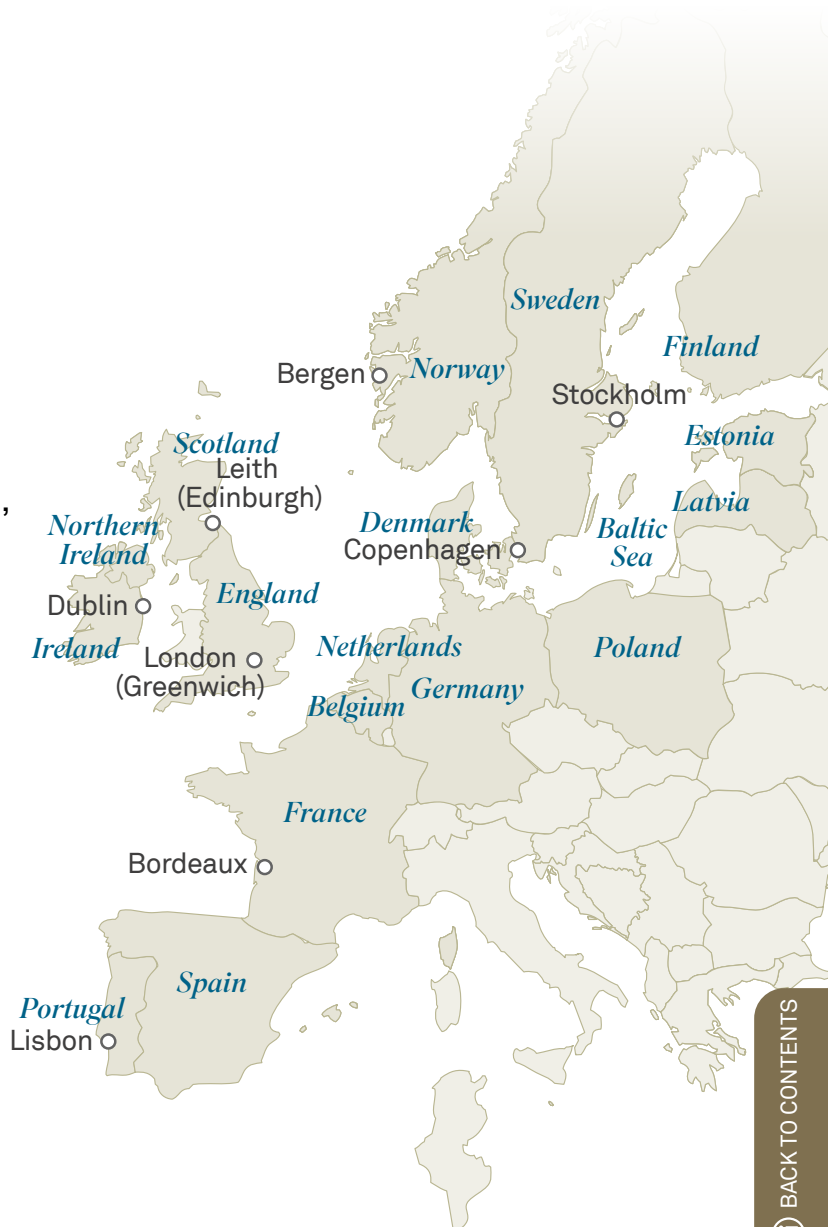 Sweden
Finland
Bergen
Norway
Stockholm
Scotland
Estonia
Leith
(Edinburgh)
,
Latvia
Northern
Ireland
Denmark
Copenhagen
Baltic
Sea
England
Dublin
Ireland
London
(Greenwich)
Netherlands
Poland
Germany
Belgium
France
Bordeaux
Spain
Portugal
Lisbon
BACK TO CONTENTS